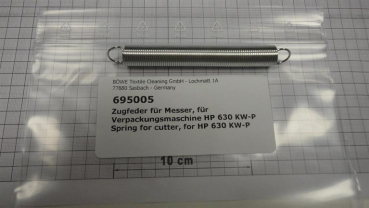 BÖWE Textile Cleaning GmbH - Lochmatt 1A
77880 Sasbach - Germany
695005
Zugfeder für Messer, für
Verpackungsmaschine HP 630 KW-P
Spring for cutter, for HP 630 KW-P
10 cm